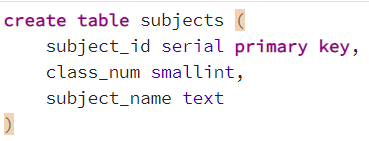 create table subjects (
    subject_id serial primary key,
    class_num smallint,
    subject_name text
)